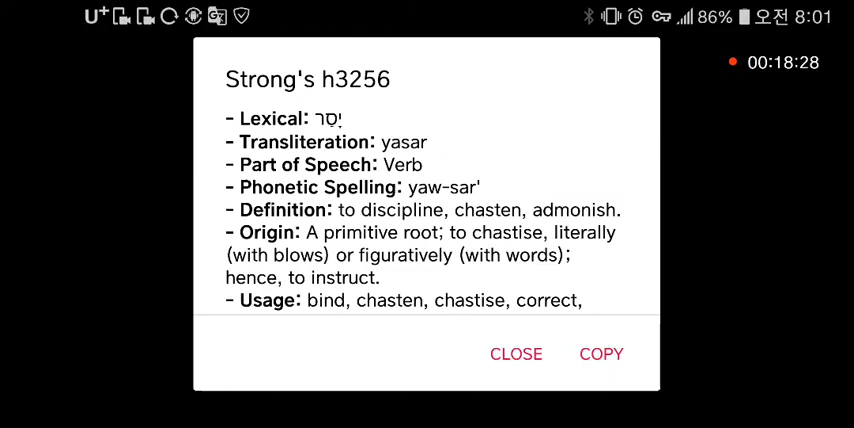 U+ 86% 오전 8:01
00:18:28
Strong's h3256
- Lexical: יָסַר
- Transliteration: yasar
- Part of Speech: Verb
- Phonetic Spelling: yaw-sar'
- Definition: to discipline, chasten, admonish.
- Origin: A primitive root; to chastise, literally
(with blows) or figuratively (with words);
hence, to instruct.
- Usage: bind, chasten, chastise, correct,
CLOSE COPY